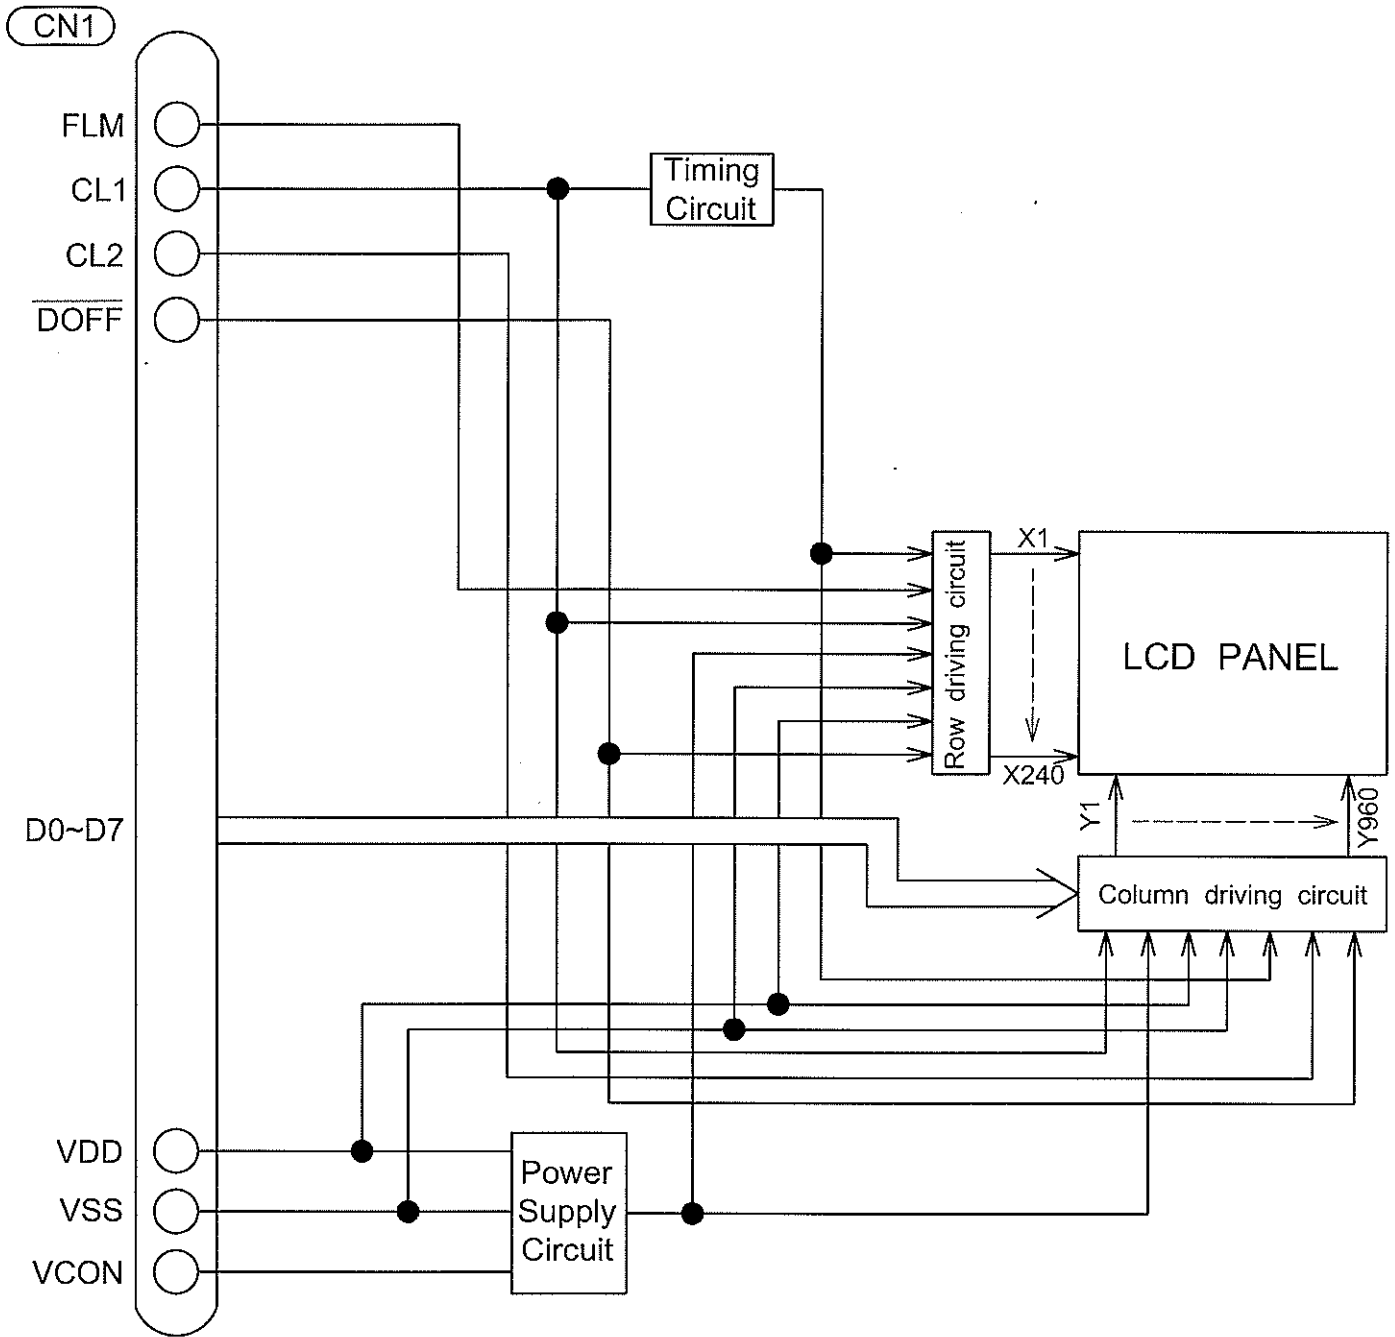 CN1
FLM
CL1
Timing
Circuit
CL2
DOFF
Row driving circuit
X1
LCD PANEL
X240
Y1
Y960
D0~D7
Column driving circuit
VDD
VSS
VCON
Power
Supply
Circuit